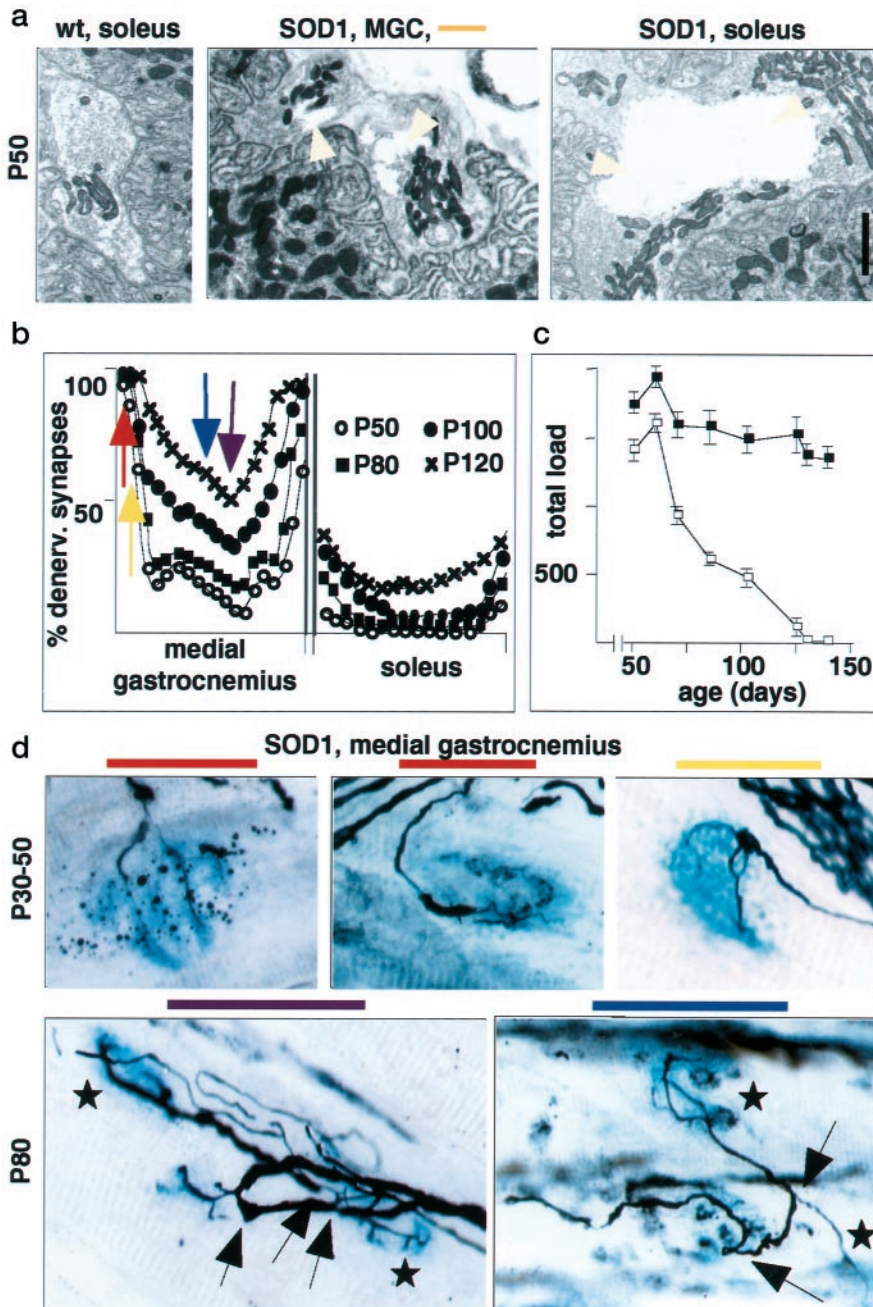 a
wt, soleus
SOD1, MGC,
SOD1, soleus
P50
b
c
100
50
% denerv. synapses
P50
P100
P80
P120
medial
gastrocnemius
soleus
total load
500
50
100
150
age (days)
d
SOD1, medial gastrocnemius
P30-50
P80